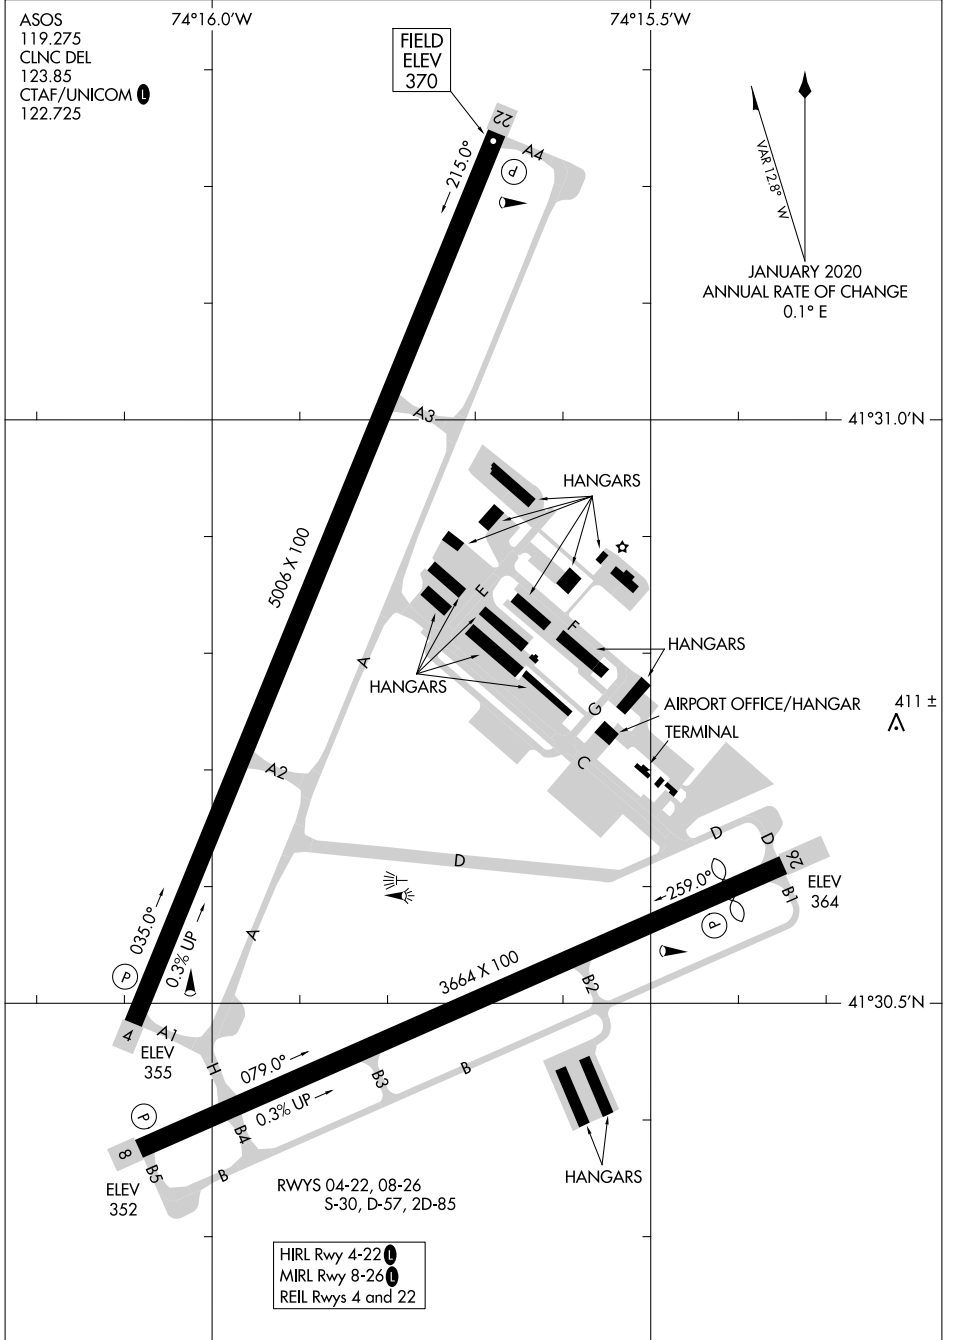 ASOS
119.275
CLNC DEL
123.85
CTAF/UNICOM L
122.725
74°16.0'W
74°15.5'W
FIELD
ELEV
370
22
A4
P
215.0°
VAR 12.8° W
JANUARY 2020
ANNUAL RATE OF CHANGE
0.1° E
A3
41°31.0'N
HANGARS
5006 X 100
E
F
A
HANGARS
HANGARS
G
AIRPORT OFFICE/HANGAR
411 ±
TERMINAL
C
A2
D
D
D
26
259.0°
B1
ELEV
364
P
035.0°
0.3% UP
A
P
3664 X 100
B2
41°30.5'N
4
A1
ELEV
355
H
079.0°
0.3% UP
B3
B
P
B4
8
B5
B
ELEV
352
HANGARS
RWYS 04-22, 08-26
S-30, D-57, 2D-85
HIRL Rwy 4-22 L
MIRL Rwy 8-26 L
REIL Rwys 4 and 22